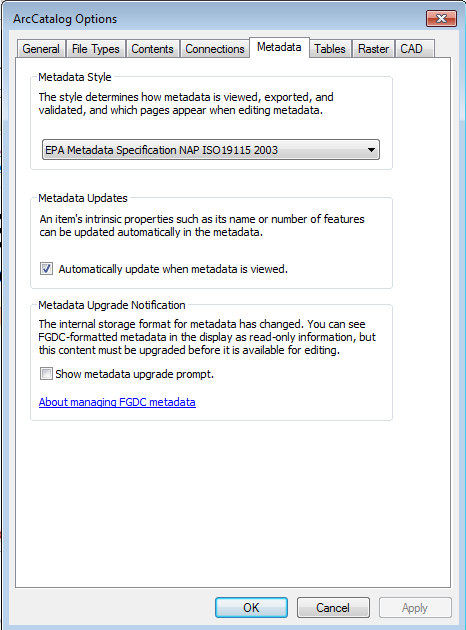 ArcCatalog Options
General File Types Contents Connections Metadata Tables Raster CAD
Metadata Style
The style determines how metadata is viewed, exported, and
validated, and which pages appear when editing metadata.
EPA Metadata Specification NAP ISO19115 2003
Metadata Updates
An item's intrinsic properties such as its name or number of features
can be updated automatically in the metadata.
Automatically update when metadata is viewed.
Metadata Upgrade Notification
The internal storage format for metadata has changed. You can see
FGDC-formatted metadata in the display as read-only information, but
this content must be upgraded before it is available for editing.
Show metadata upgrade prompt.
About managing FGDC metadata
OK Cancel Apply